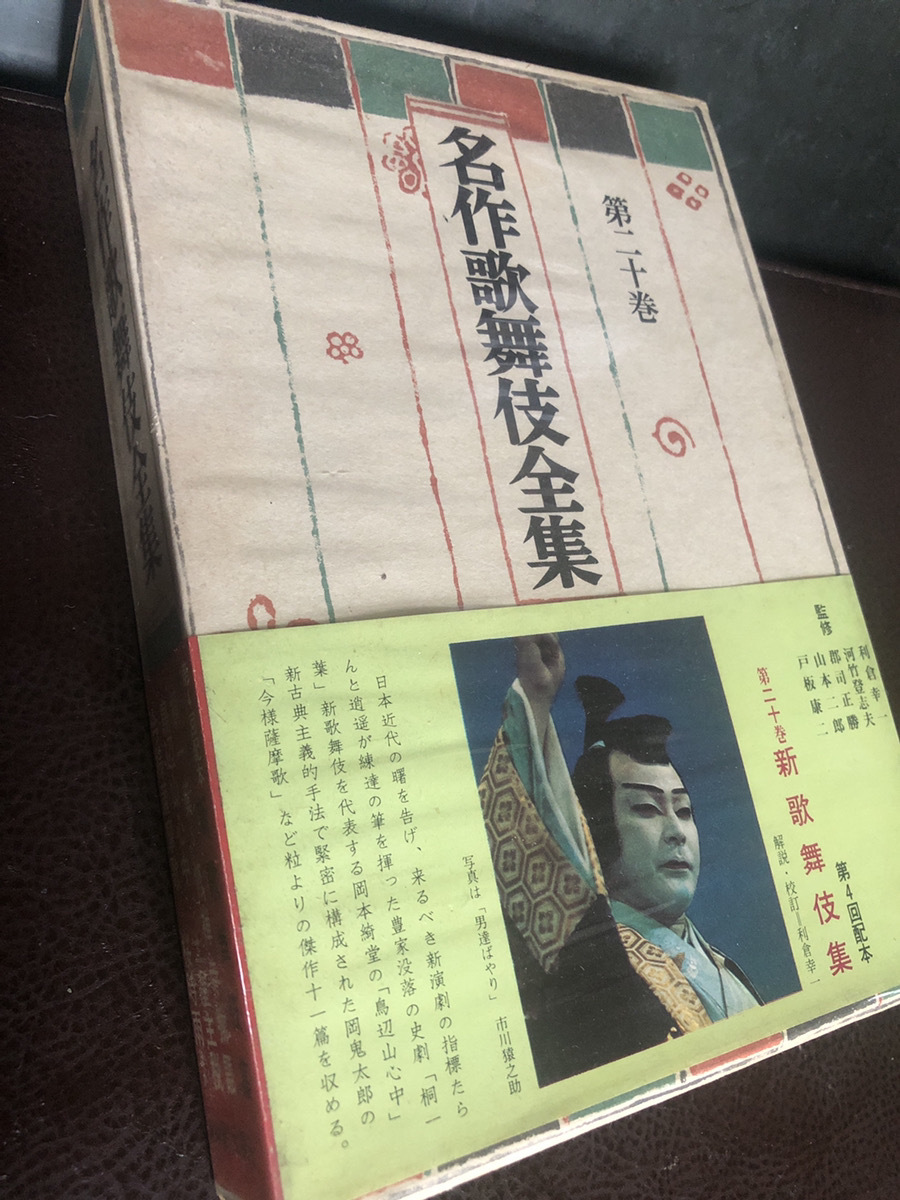 第二十巻
名作歌舞伎全集
名作歌舞伎全集
監修
利倉幸一
河竹登志夫
郡司正勝
山本二郎
戸板康二
第4回配本
第二十巻 新歌舞伎集
解説・校訂=利倉幸一
写真は「男達ばやり」 市川猿之助
日本近代の曙を告げ、来るべき新演劇の指標たら
んと逍遥が練達の筆を揮った豊家没落の史劇「桐一
葉」新歌舞伎を代表する岡本綺堂の「鳥辺山心中」
新古典主義的手法で緊密に構成された岡鬼太郎の
「今様薩摩歌」など粒よりの傑作十一篇を収める。